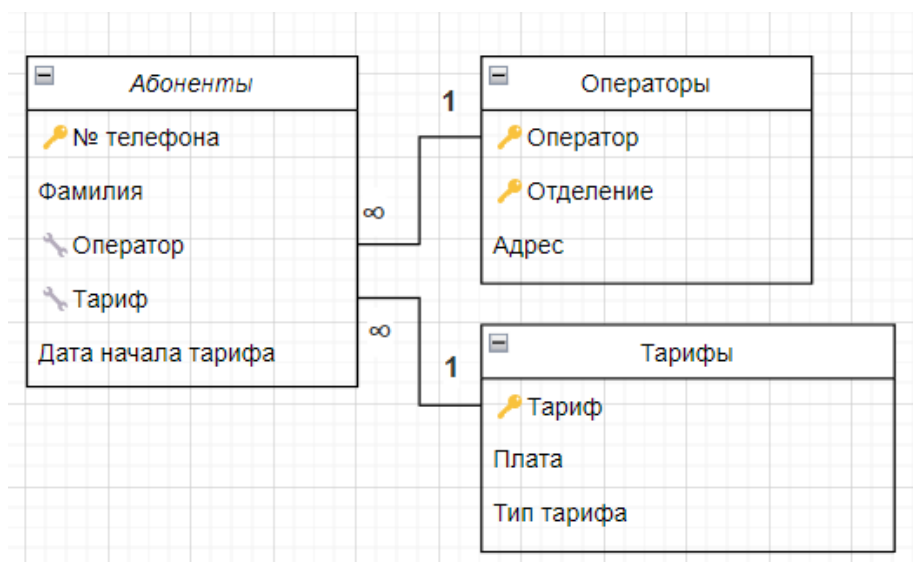 Абоненты
№ телефона
Фамилия
Оператор
Тариф
Дата начала тарифа
∞
1
∞
1
Операторы
Оператор
Отделение
Адрес
Тарифы
Тариф
Плата
Тип тарифа